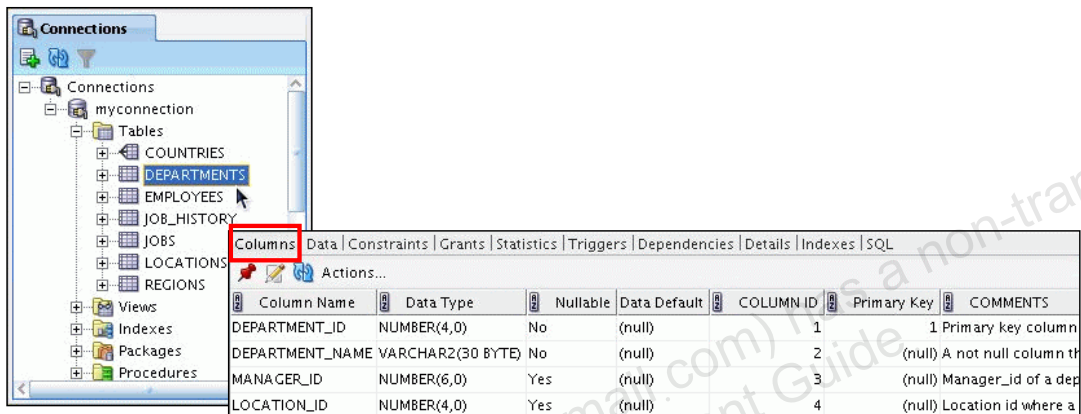 Connections
Connections
myconnection
Tables
COUNTRIES
DEPARTMENTS
EMPLOYEES
JOB_HISTORY
JOBS
LOCATIONS
REGIONS
Views
Indexes
Packages
Procedures
Columns Data | Constraints | Grants | Statistics | Triggers | Dependencies | Details | Indexes | SQL
Actions...
Column Name Data Type Nullable Data Default COLUMN ID Primary Key COMMENTS
DEPARTMENT_ID NUMBER(4,0) No (null) 1 1 Primary key column
DEPARTMENT_NAME VARCHAR2(30 BYTE) No (null) 2 (null) A not null column
MANAGER_ID NUMBER(6,0) Yes (null) 3 (null) Manager_id of a
LOCATION_ID NUMBER(4,0) Yes (null) 4 (null) Location id where a
com) has a
Guide